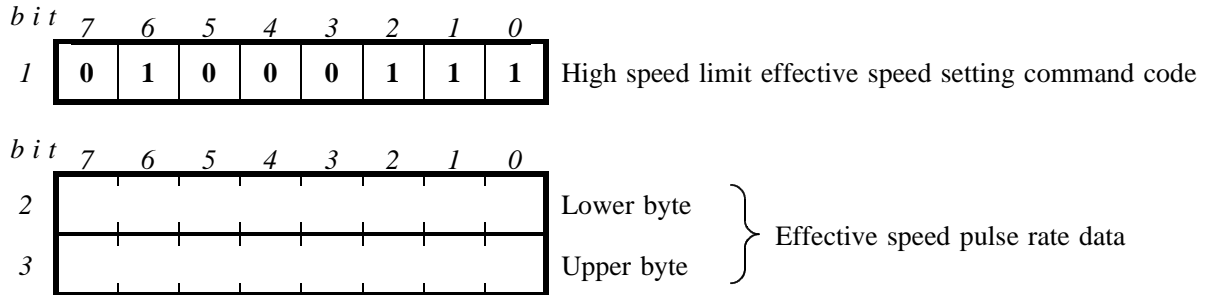 bit 7 6 5 4 3 2 1 0
1 0 1 0 0 0 1 1 1 High speed limit effective speed setting command code
bit 7 6 5 4 3 2 1 0
2 Lower byte
Effective speed pulse rate data
3 Upper byte